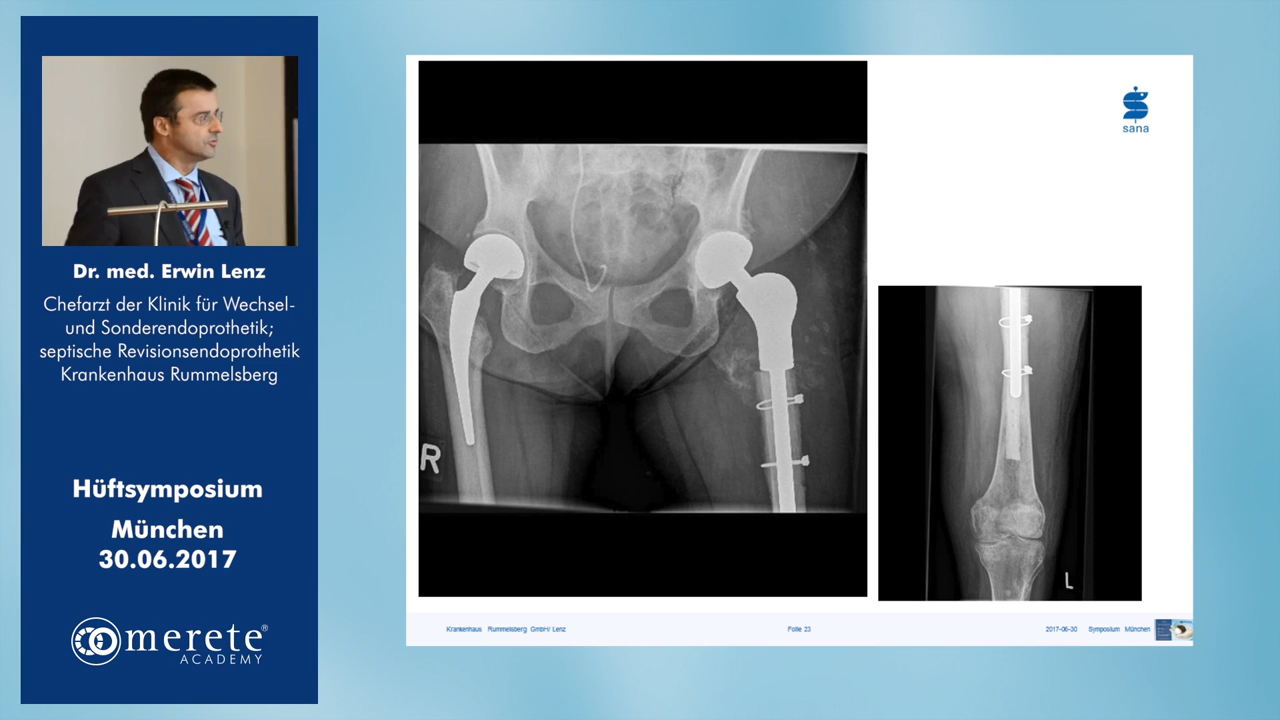 Dr. med. Erwin Lenz
Chefarzt der Klinik für Wechsel-
und Sonderendoprothetik;
septische Revisionsendoprothetik
Krankenhaus Rummelsberg
Hüftsymposium
München
30.06.2017
merete®
ACADEMY
sana
R
L
Krankenhaus Rummelsberg GmbH/ Lenz
Folie 23
2017-06-30 Symposium München